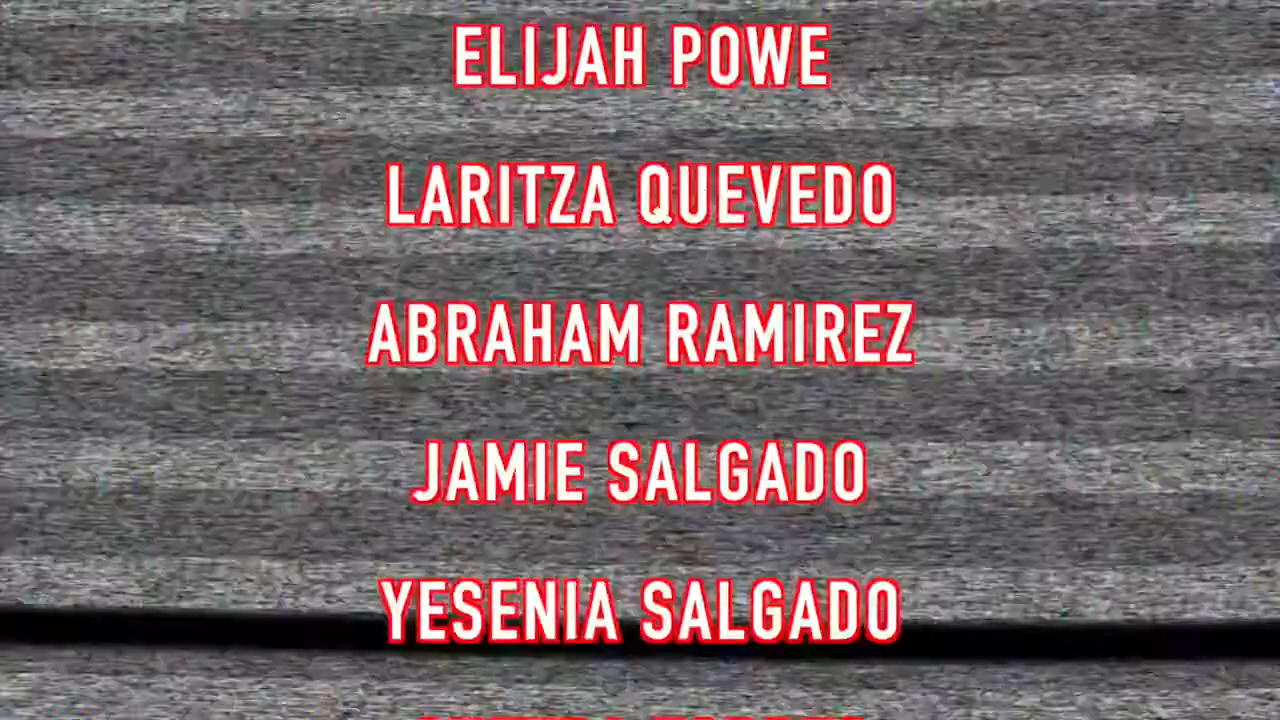 ELIJAH POWE
LARITZA QUEVEDO
ABRAHAM RAMIREZ
JAMIE SALGADO
YESENIA SALGADO